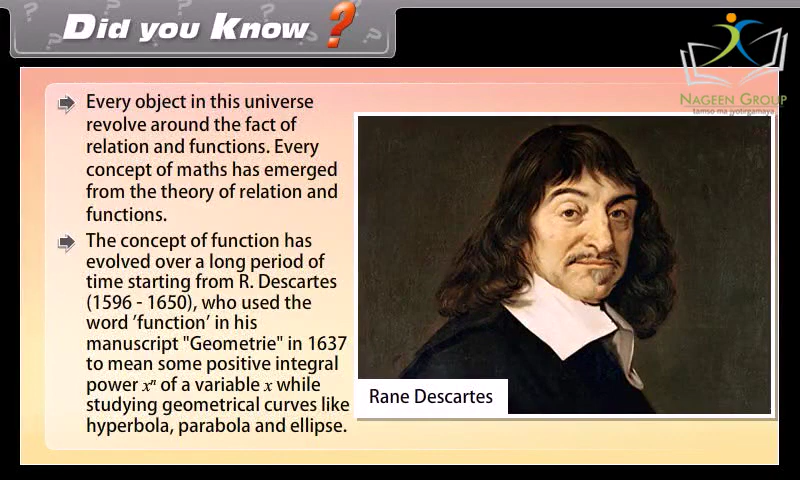 Did you Know ?
NAGEEN GROUP
tamso ma jyotirgamaya
Every object in this universe
revolve around the fact of
relation and functions. Every
concept of maths has emerged
from the theory of relation and
functions.
The concept of function has
evolved over a long period of
time starting from R. Descartes
(1596 - 1650), who used the
word 'function' in his
manuscript "Geometrie" in 1637
to mean some positive integral
power xⁿ of a variable x while
studying geometrical curves like
hyperbola, parabola and ellipse.
Rane Descartes